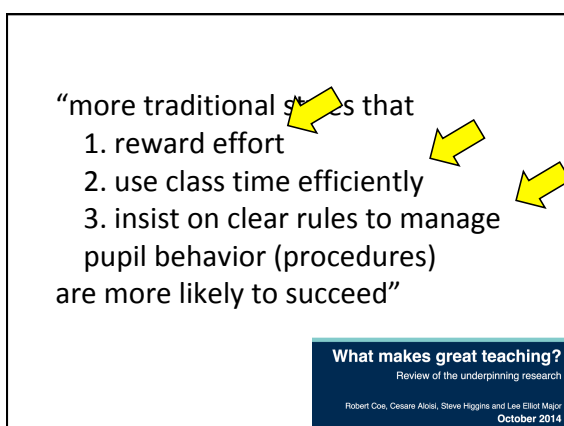 “more traditional s es that
1. reward effort
2. use class time efficiently
3. insist on clear rules to manage
pupil behavior (procedures)
are more likely to succeed”
What makes great teaching?
Review of the underpinning research
Robert Coe, Cesare Aloisi, Steve Higgins and Lee Elliot Major
October 2014